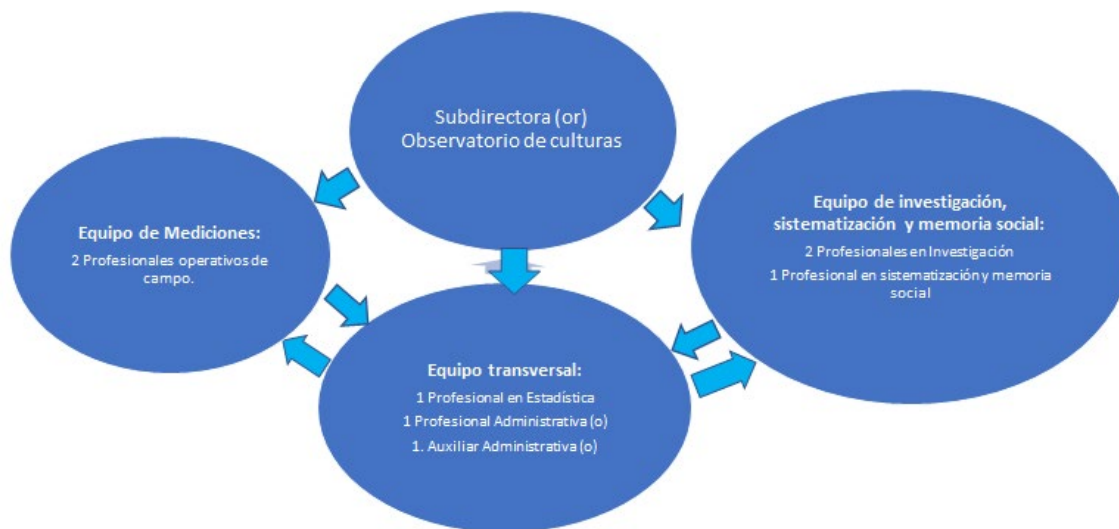 Subdirectora (or)
Observatorio de culturas
Equipo de Mediciones:
2 Profesionales operativos de
campo.
Equipo de investigación,
sistematización y memoria social:
2 Profesionales en Investigación
1 Profesional en sistematización y memoria
social
Equipo transversal:
1 Profesional en Estadística
1 Profesional Administrativa (o)
1. Auxiliar Administrativa (o)